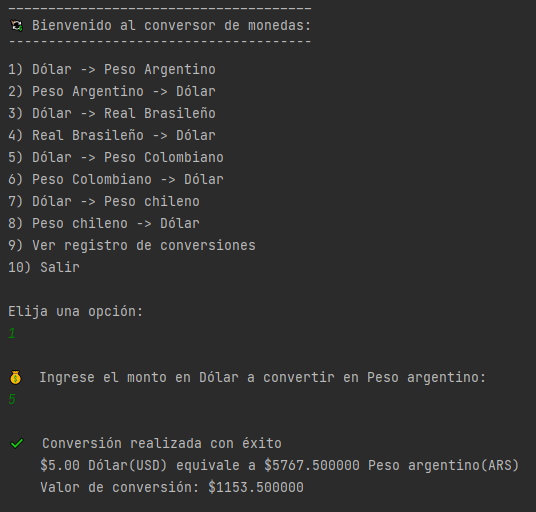 --------------------------------------
Bienvenido al conversor de monedas:
--------------------------------------
1) Dólar -> Peso Argentino
2) Peso Argentino -> Dólar
3) Dólar -> Real Brasileño
4) Real Brasileño -> Dólar
5) Dólar -> Peso Colombiano
6) Peso Colombiano -> Dólar
7) Dólar -> Peso chileno
8) Peso chileno -> Dólar
9) Ver registro de conversiones
10) Salir
Elija una opción:
1
Ingrese el monto en Dólar a convertir en Peso argentino:
5
Conversión realizada con éxito
$5.00 Dólar(USD) equivale a $5767.500000 Peso argentino(ARS)
Valor de conversión: $1153.500000